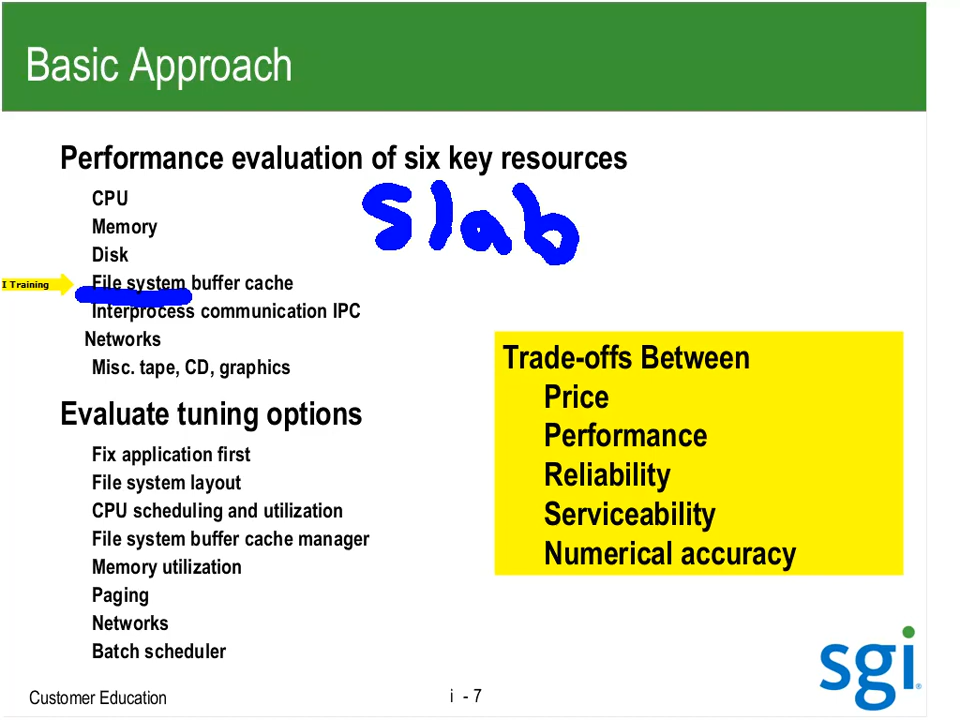 Basic Approach
Performance evaluation of six key resources
CPU
slab
Memory
Disk
I Training
File system buffer cache
Interprocess communication IPC
Networks
Misc. tape, CD, graphics
Evaluate tuning options
Fix application first
File system layout
CPU scheduling and utilization
File system buffer cache manager
Memory utilization
Paging
Networks
Batch scheduler
Trade-offs Between
Price
Performance
Reliability
Serviceability
Numerical accuracy
sgi®
Customer Education
i - 7